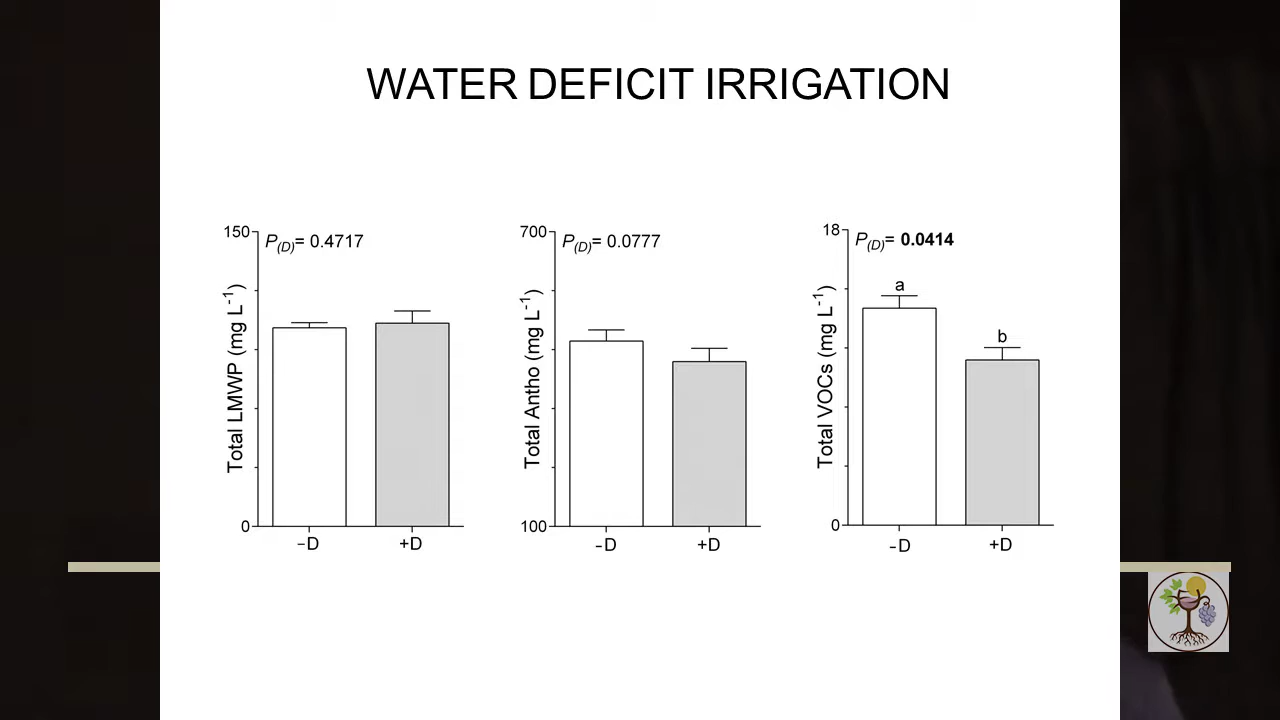 WATER DEFICIT IRRIGATION
150
P(D)= 0.4717
Total LMWP (mg L-1)
0
−D
+D
700
P(D)= 0.0777
Total Antho (mg L-1)
100
−D
+D
18
P(D)= 0.0414
a
b
Total VOCs (mg L-1)
0
−D
+D